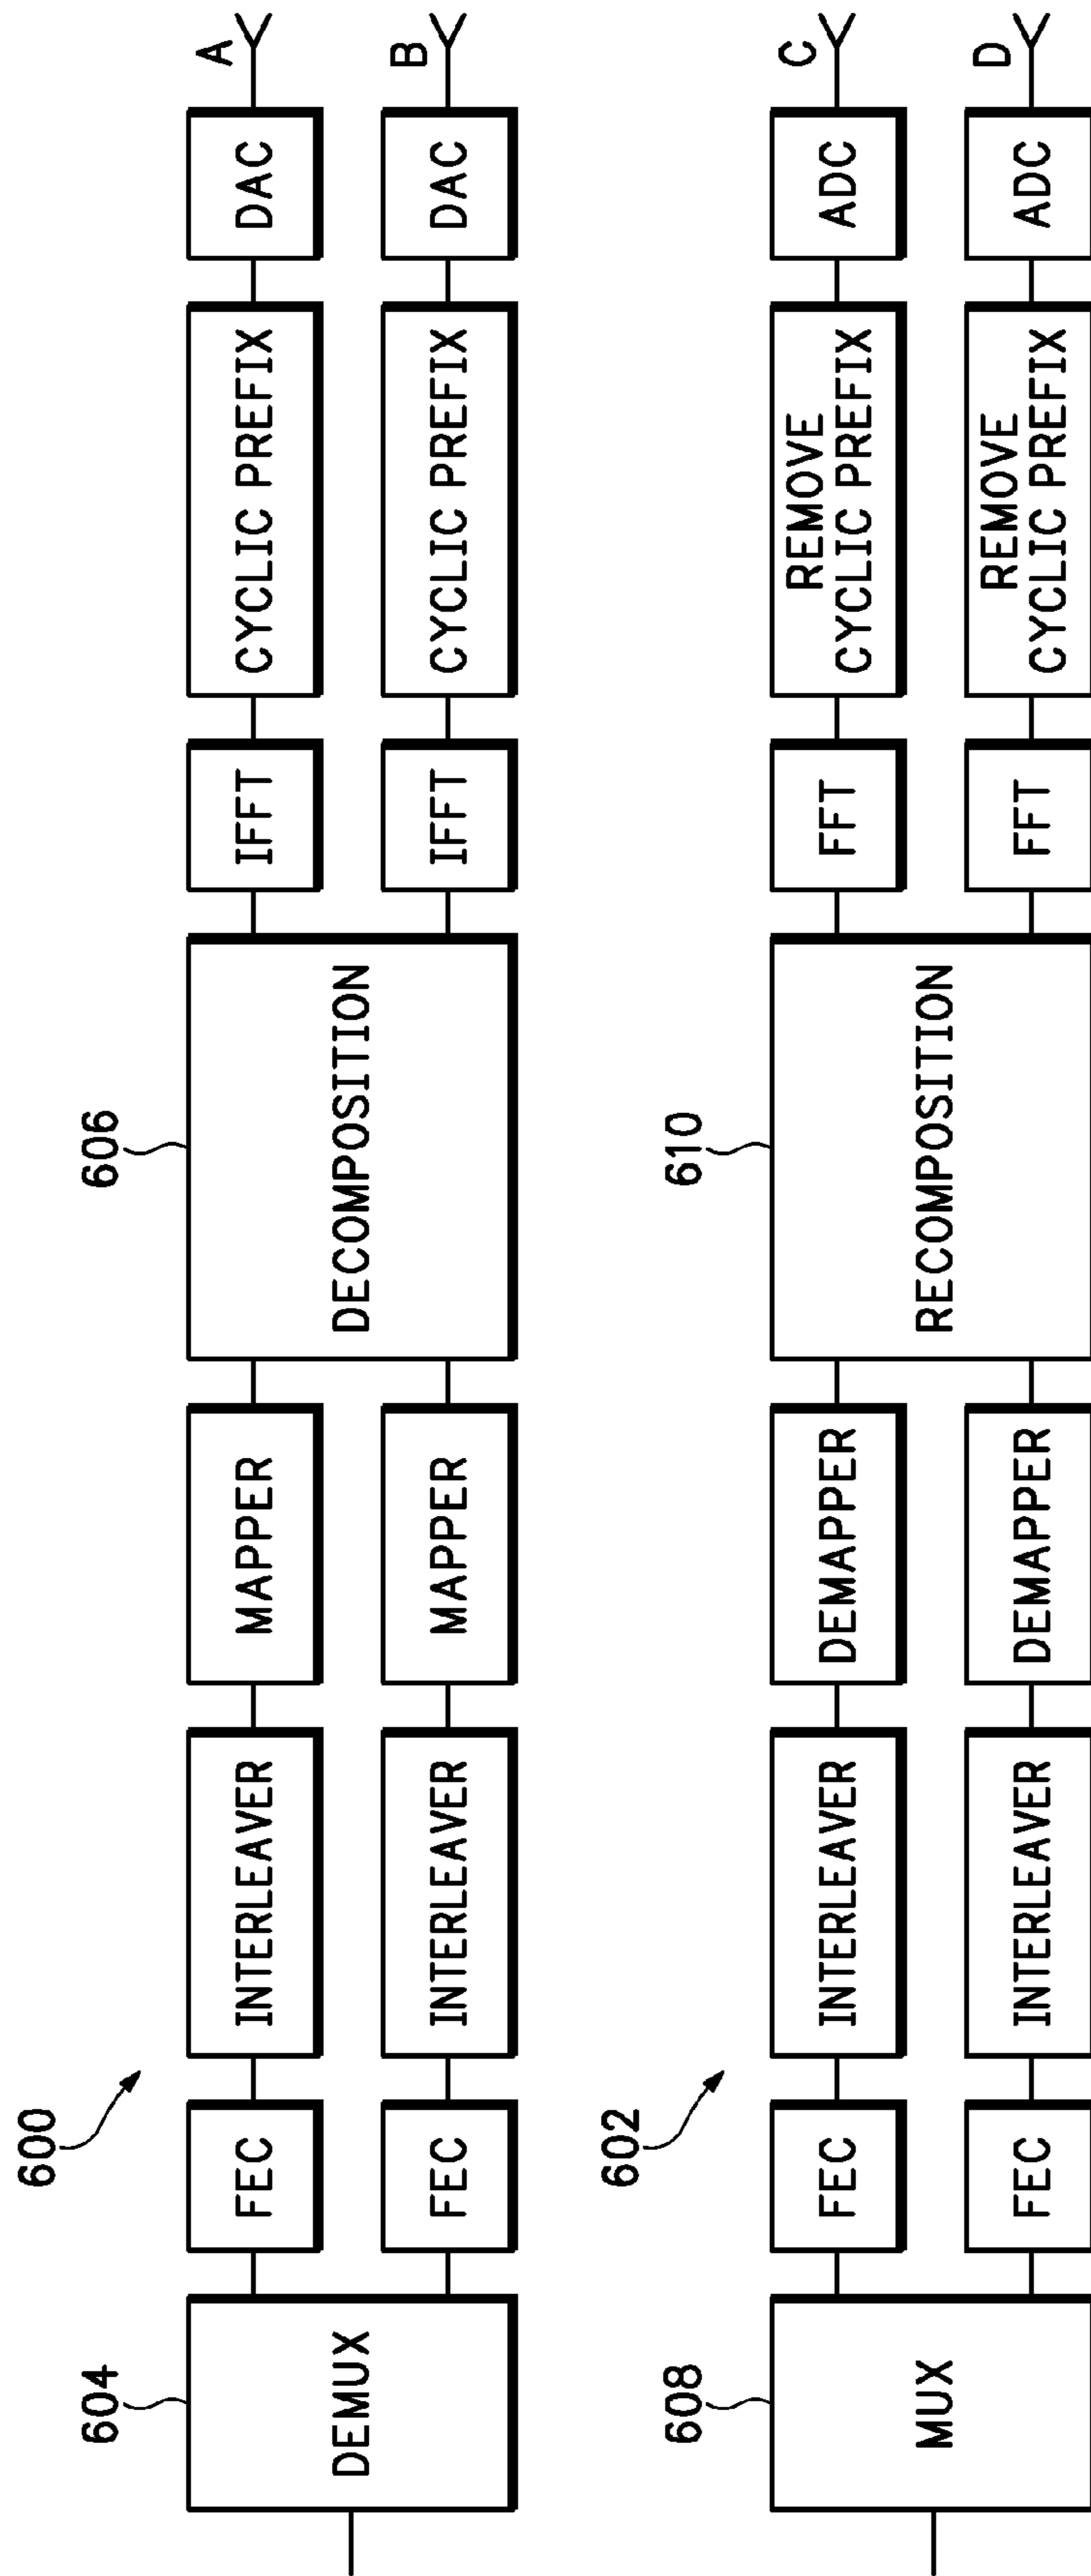 600
604
606
DEMUX
FEC
INTERLEAVER
MAPPER
DECOMPOSITION
IFFT
CYCLIC PREFIX
DAC
A
FEC
INTERLEAVER
MAPPER
IFFT
CYCLIC PREFIX
DAC
B
602
608
610
MUX
FEC
INTERLEAVER
DEMAPPER
RECOMPOSITION
FFT
REMOVE
CYCLIC PREFIX
ADC
C
FEC
INTERLEAVER
DEMAPPER
FFT
REMOVE
CYCLIC PREFIX
ADC
D